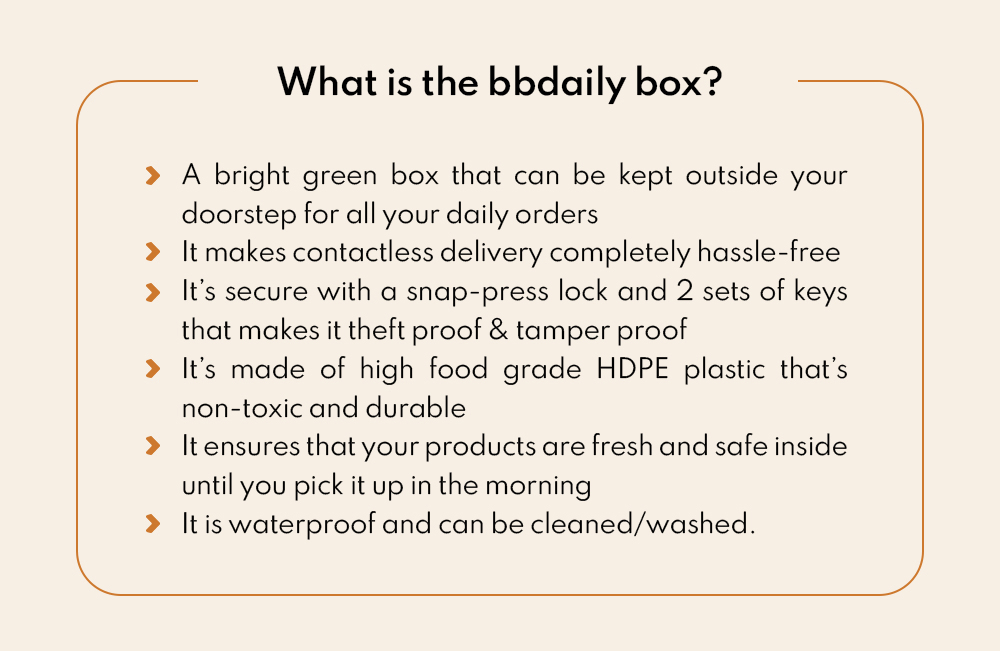 What is the bbdaily box?
A bright green box that can be kept outside your
doorstep for all your daily orders
It makes contactless delivery completely hassle-free
It’s secure with a snap-press lock and 2 sets of keys
that makes it theft proof & tamper proof
It’s made of high food grade HDPE plastic that’s
non-toxic and durable
It ensures that your products are fresh and safe inside
until you pick it up in the morning
It is waterproof and can be cleaned/washed.